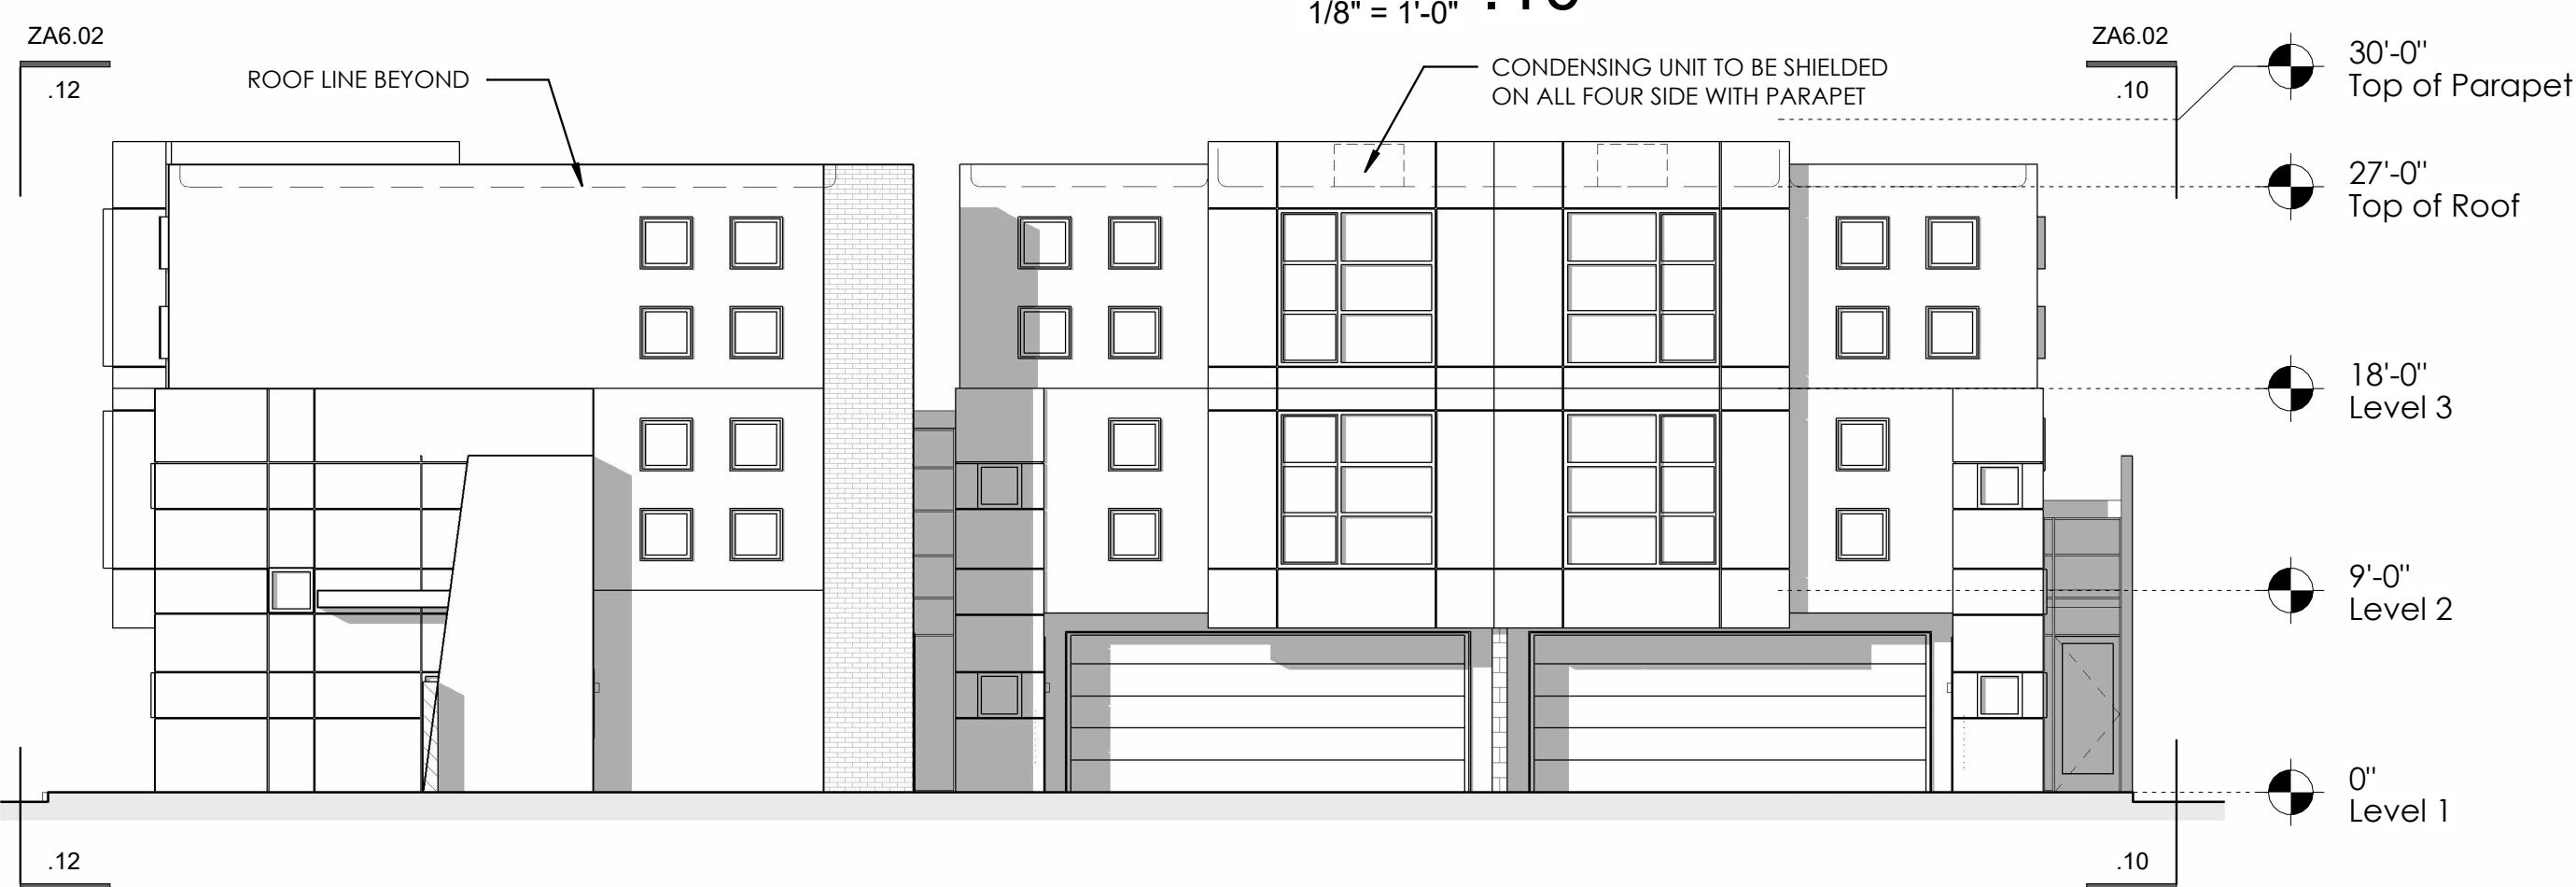 1/8" = 1'-0"
ZA6.02
.12
ROOF LINE BEYOND
CONDENSING UNIT TO BE SHIELDED
ON ALL FOUR SIDE WITH PARAPET
ZA6.02
.10
30'-0"
Top of Parapet
27'-0"
Top of Roof
18'-0"
Level 3
9'-0"
Level 2
0"
Level 1
.12
.10